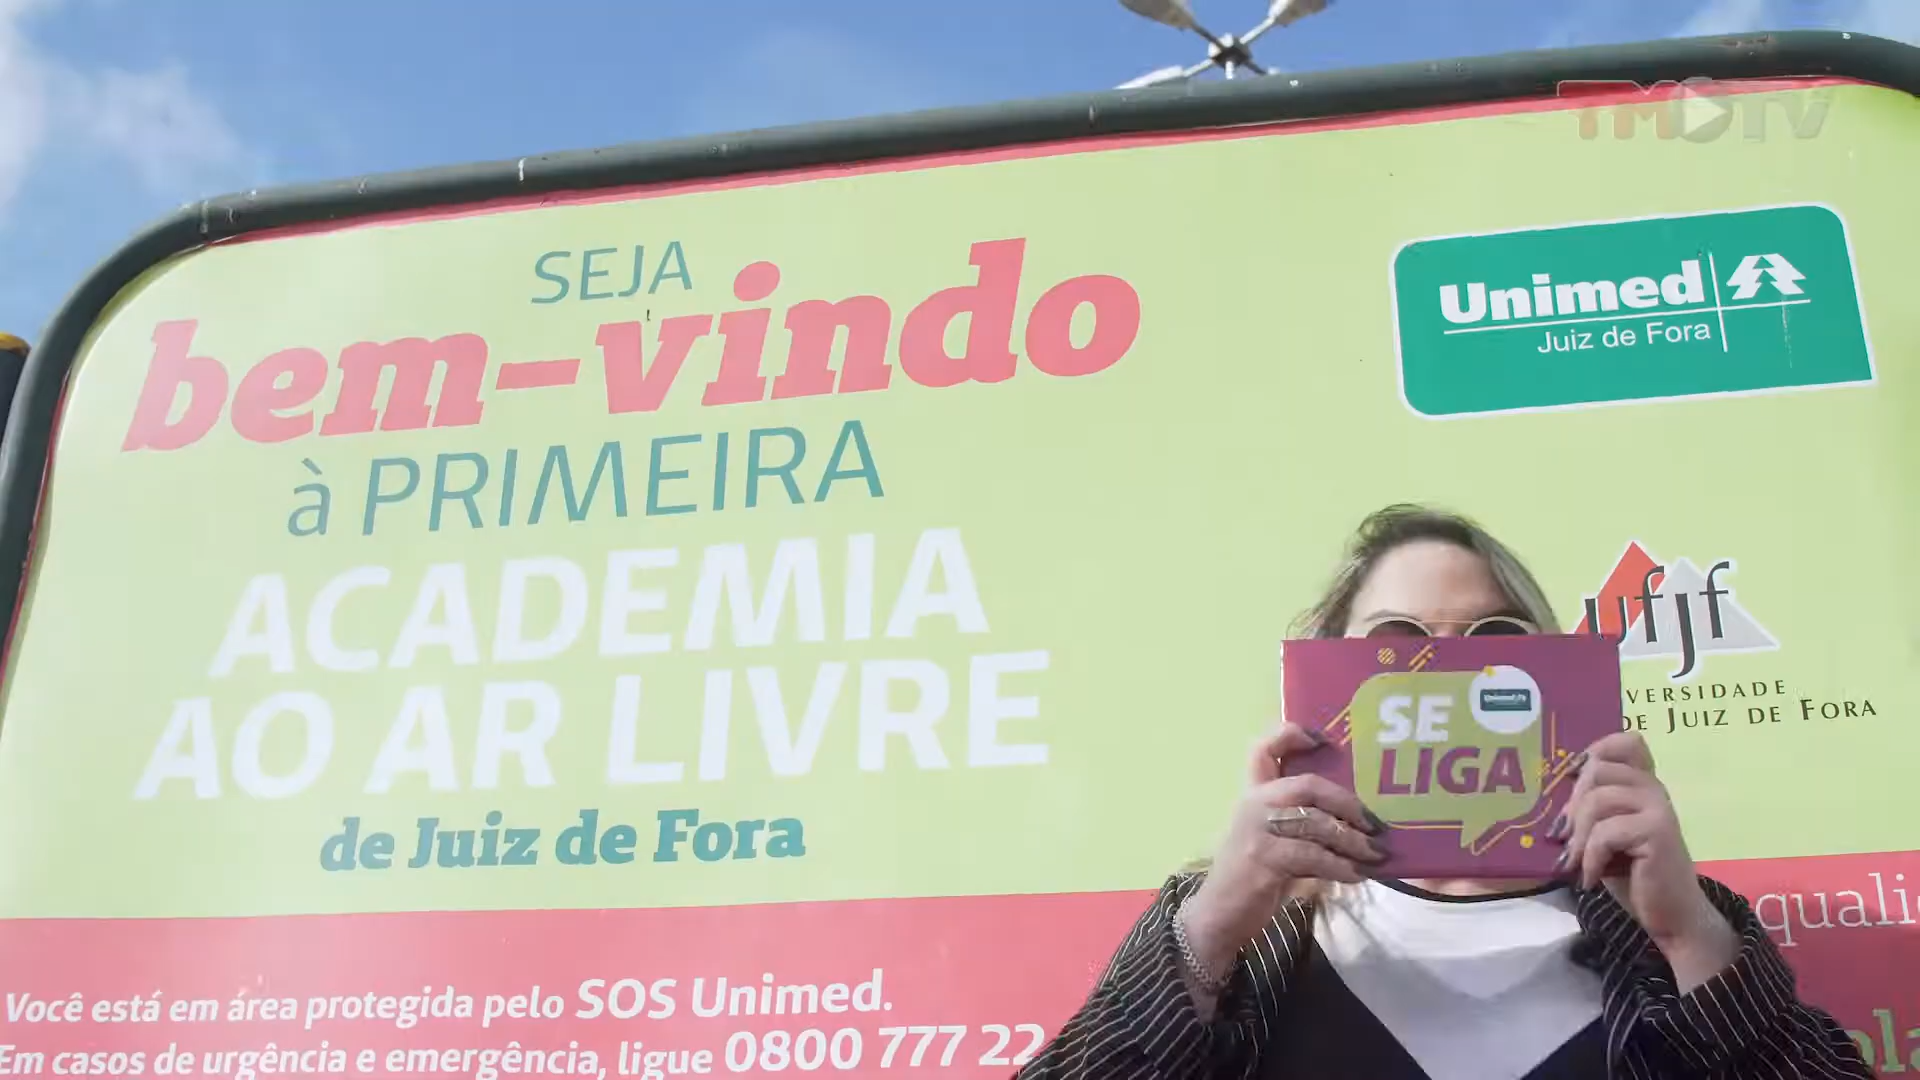 TMOTV
SEJA
bem-vindo
à PRIMEIRA
ACADEMIA
AO AR LIVRE
de Juiz de Fora
Unimed
Juiz de Fora
ufjf
DE JUIZ DE FORA
SE
LIGA
Unimed
Você está em área protegida pelo SOS Unimed.
Em casos de urgência e emergência, ligue 0800 777 22